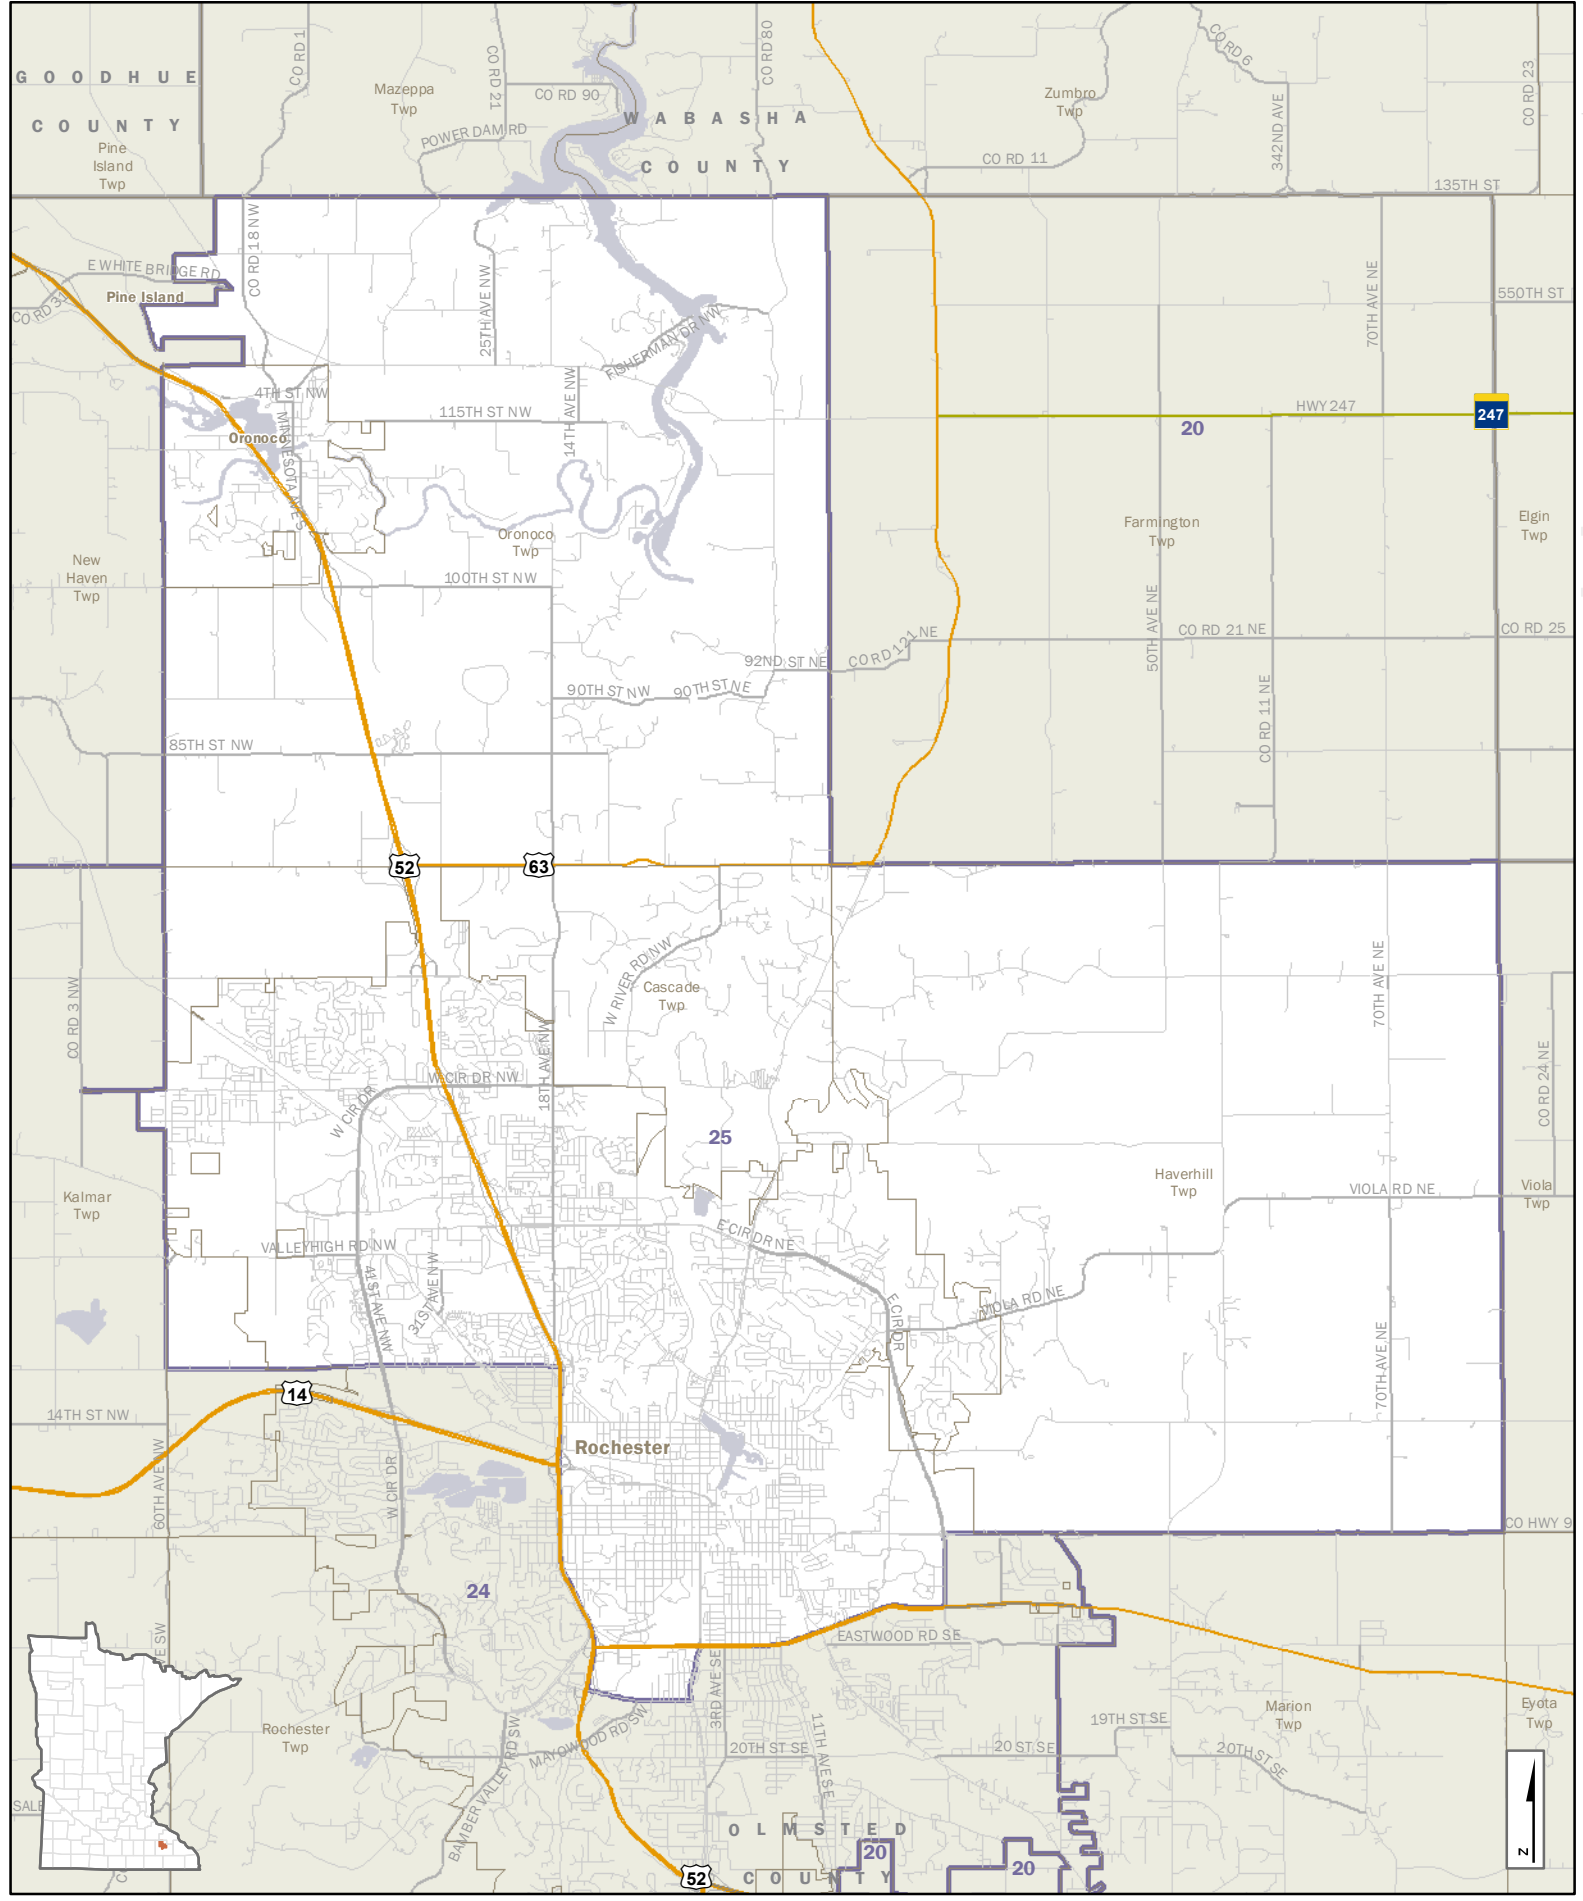 CO RD 1
CO RD 21
CO RD 80
CO RD 6
CO RD 23
GOODHUE
COUNTY
Mazeppa
Twp
CO RD 90
Zumbro
Twp
WABASHA
COUNTY
342ND AVE
Pine
Island
Twp
POWER DAM RD
CO RD 11
135TH ST
E WHITE BRIDGE RD
CO RD 18 NW
Pine Island
CO RD 31
25TH AVE NW
FISHERMAN DR NW
70TH AVE NE
550TH ST
4TH ST NW
115TH ST NW
14TH AVE NW
HWY 247
247
20
Oronoco
MINNESOTA AVE S
Oronoco
Twp
Farmington
Twp
Elgin
Twp
New
Haven
Twp
100TH ST NW
50TH AVE NE
CO RD 21 NE
CO RD 25
92ND ST NE
CO RD 121 NE
90TH ST NW
90TH ST NE
CO RD 11 NE
85TH ST NW
52
63
W RIVER RD NW
Cascade
Twp
70TH AVE NE
CO RD 3 NW
CO RD 24 NE
W CIR DR NW
W CIR DR
18TH AVE NW
25
Haverhill
Twp
Kalmar
Twp
VIOLA RD NE
Viola
Twp
VALLEYHIGH RD NW
E CIR DR NE
41ST AVE NW
31ST AVE NW
E CIR DR
VIOLA RD NE
70TH AVE NE
14
14TH ST NW
Rochester
60TH AVE NW
W CIR DR
CO HWY 9
24
EASTWOOD RD SE
VE SW
3RD AVE SE
Rochester
Twp
MAYOWOOD RD SW
BAMBER VALLEY RD SW
20TH ST SE
11TH AVE SE
19TH ST SE
20 ST SE
20TH ST SE
Marion
Twp
Eyota
Twp
SALE
OLMSTED
COUNTY
20
20
52
N